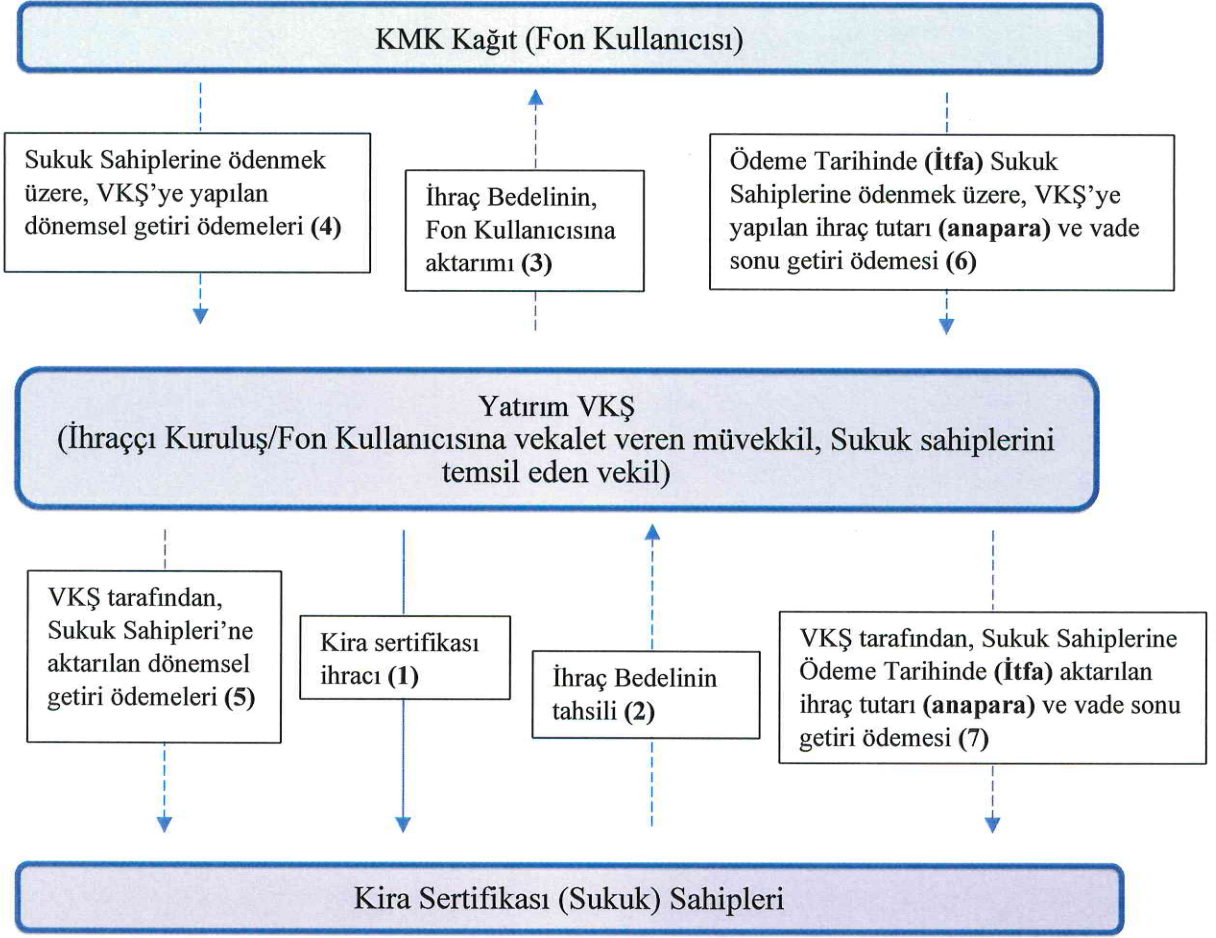 KMK Kağıt (Fon Kullanıcısı)
Sukuk Sahiplerine ödenmek
üzere, VKŞ’ye yapılan
dönemsel getiri ödemeleri (4)
İhraç Bedelinin,
Fon Kullanıcısına
aktarımı (3)
Ödeme Tarihinde (İtfa) Sukuk
Sahiplerine ödenmek üzere, VKŞ’ye
yapılan ihraç tutarı (anapara) ve vade
sonu getiri ödemesi (6)
Yatırım VKŞ
(İhraççı Kuruluş/Fon Kullanıcısına vekalet veren müvekkil, Sukuk sahiplerini
temsil eden vekil)
VKŞ tarafından,
Sukuk Sahipleri’ne
aktarılan dönemsel
getiri ödemeleri (5)
Kira sertifikası
ihracı (1)
İhraç Bedelinin
tahsili (2)
VKŞ tarafından, Sukuk Sahiplerine
Ödeme Tarihinde (İtfa) aktarılan
ihraç tutarı (anapara) ve vade sonu
getiri ödemesi (7)
Kira Sertifikası (Sukuk) Sahipleri